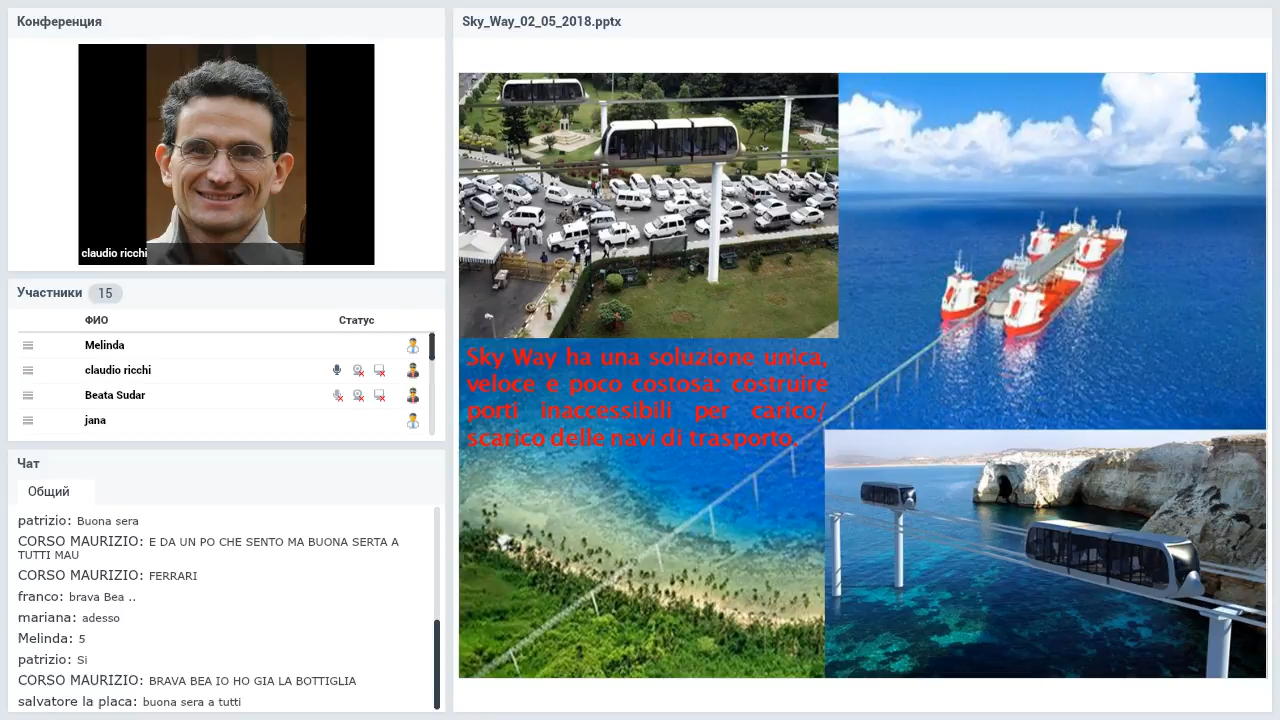 Конференция
claudio ricchi
Участники 15
ФИО Статус
Melinda
claudio ricchi
Beata Sudar
jana
Чат
Общий
patrizio: Buona sera
CORSO MAURIZIO: E DA UN PO CHE SENTO MA BUONA SERTA A
TUTTI MAU
CORSO MAURIZIO: FERRARI
franco: brava Bea ..
mariana: adesso
Melinda: 5
patrizio: Si
CORSO MAURIZIO: BRAVA BEA IO HO GIA LA BOTTIGLIA
salvatore la placa: buona sera a tutti
Sky_Way_02_05_2018.pptx
Sky Way ha una soluzione unica,
veloce e poco costosa: costruire
porti inaccessibili per carico/
scarico delle navi di trasporto.